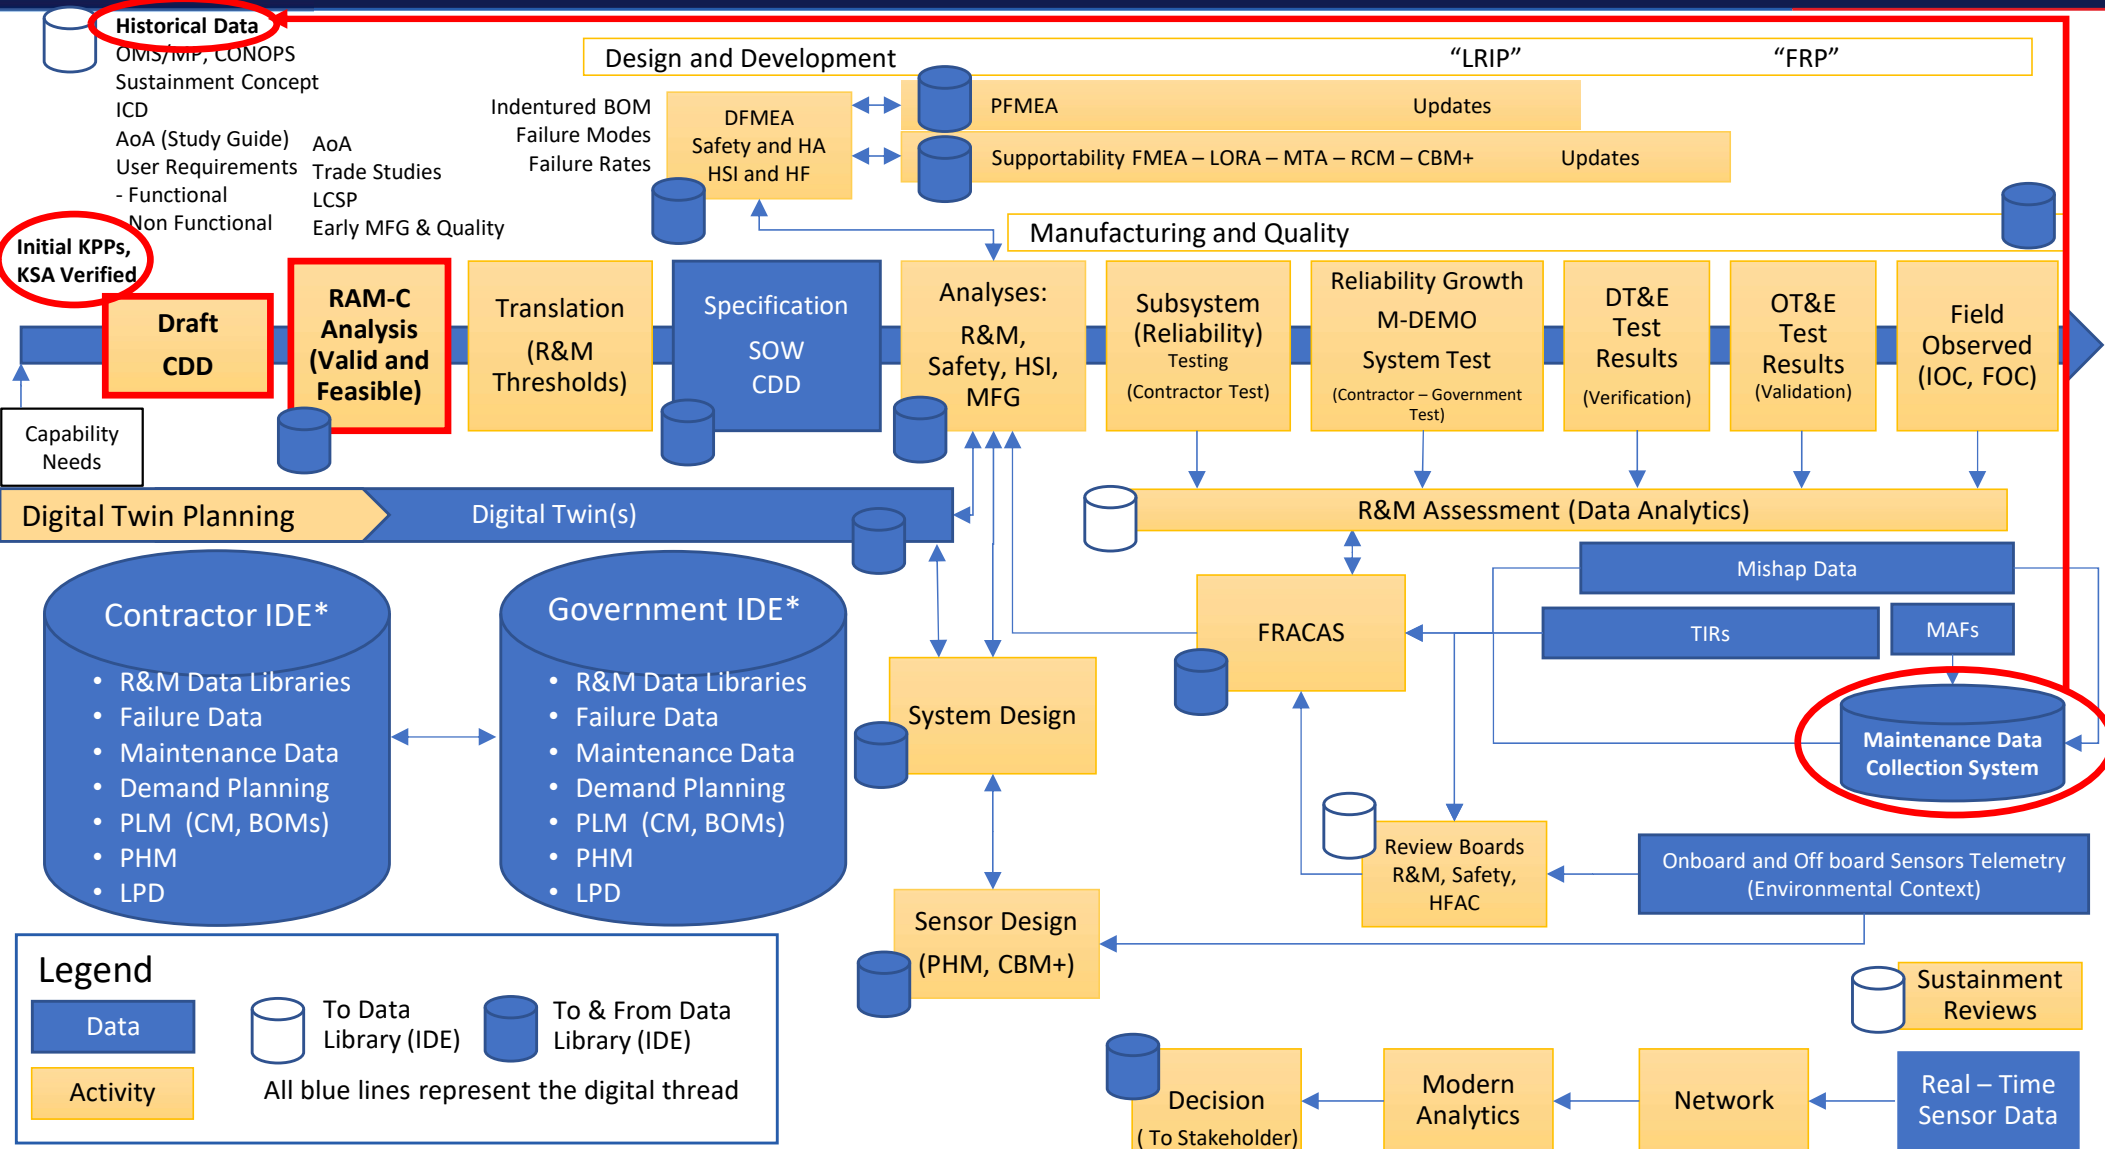 Historical Data
OMS/MP, CONOPS
Sustainment Concept
ICD
AoA (Study Guide)
User Requirements
- Functional
- Non Functional
AoA
Trade Studies
LCSP
Early MFG & Quality
Initial KPPs,
KSA Verified
Design and Development
“LRIP”
“FRP”
Indentured BOM
Failure Modes
Failure Rates
DFMEA
Safety and HA
HSI and HF
PFMEA
Updates
Supportability FMEA – LORA – MTA – RCM – CBM+
Updates
Manufacturing and Quality
Draft
CDD
RAM-C
Analysis
(Valid and
Feasible)
Translation
(R&M
Thresholds)
Specification
SOW
CDD
Analyses:
R&M,
Safety, HSI,
MFG
Subsystem
(Reliability)
Testing
(Contractor Test)
Reliability Growth
M-DEMO
System Test
(Contractor – Government
Test)
DT&E
Test
Results
(Verification)
OT&E
Test
Results
(Validation)
Field
Observed
(IOC, FOC)
Capability
Needs
Digital Twin Planning
Digital Twin(s)
R&M Assessment (Data Analytics)
Contractor IDE*
• R&M Data Libraries
• Failure Data
• Maintenance Data
• Demand Planning
• PLM (CM, BOMs)
• PHM
• LPD
Government IDE*
• R&M Data Libraries
• Failure Data
• Maintenance Data
• Demand Planning
• PLM (CM, BOMs)
• PHM
• LPD
Mishap Data
FRACAS
TIRs
MAFs
System Design
Maintenance Data
Collection System
Review Boards
R&M, Safety,
HFAC
Onboard and Off board Sensors Telemetry
(Environmental Context)
Sensor Design
(PHM, CBM+)
Legend
Data
Activity
To Data
Library (IDE)
To & From Data
Library (IDE)
All blue lines represent the digital thread
Sustainment
Reviews
Decision
( To Stakeholder)
Modern
Analytics
Network
Real – Time
Sensor Data